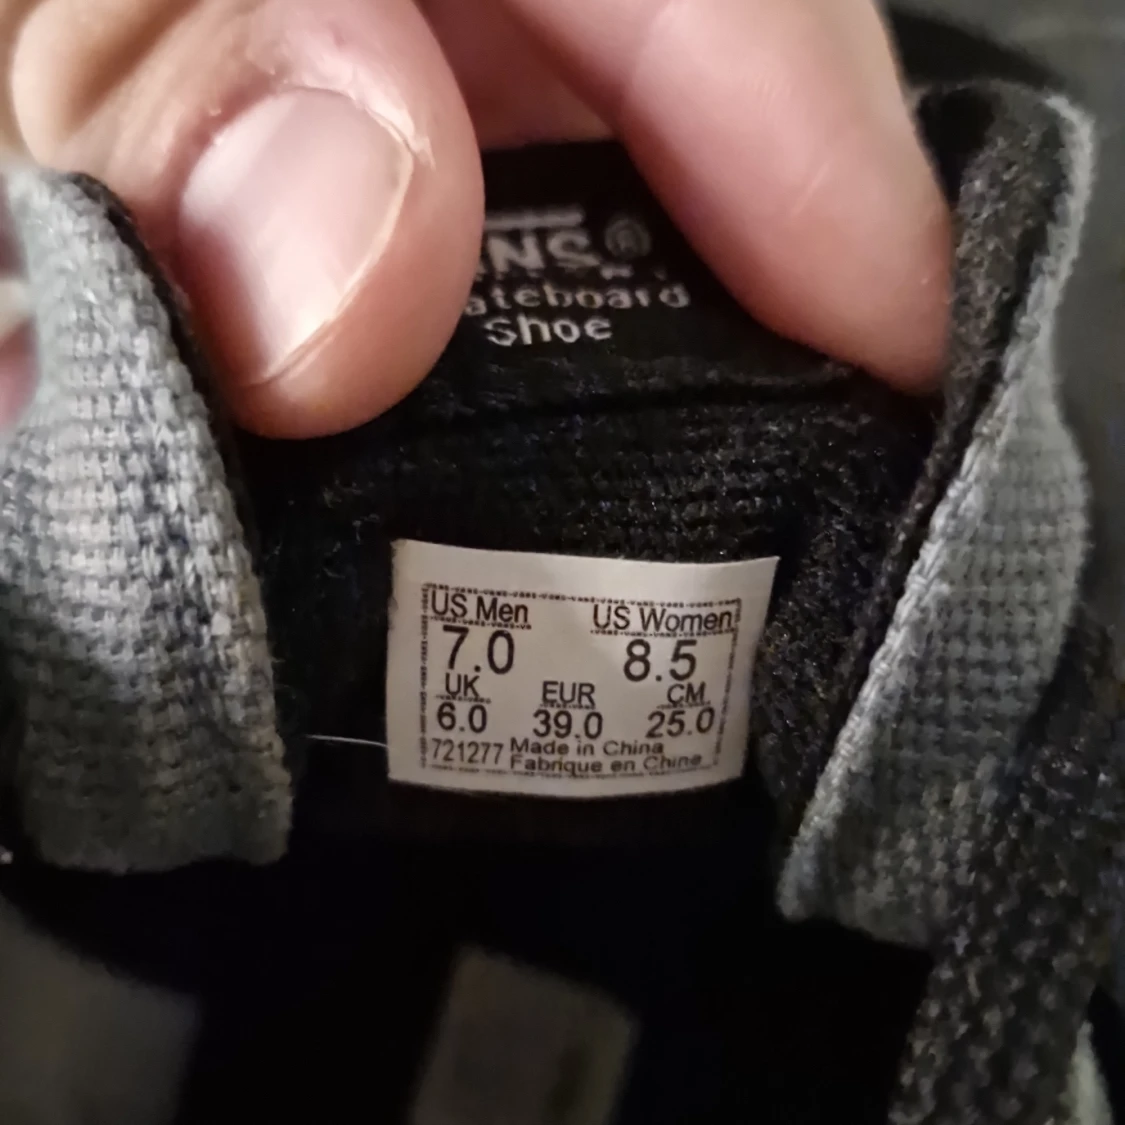 Shoe
US Men US Women
7.0 8.5
UK EUR CM
6.0 39.0 25.0
721277 Made in China
Fabrique en Chine